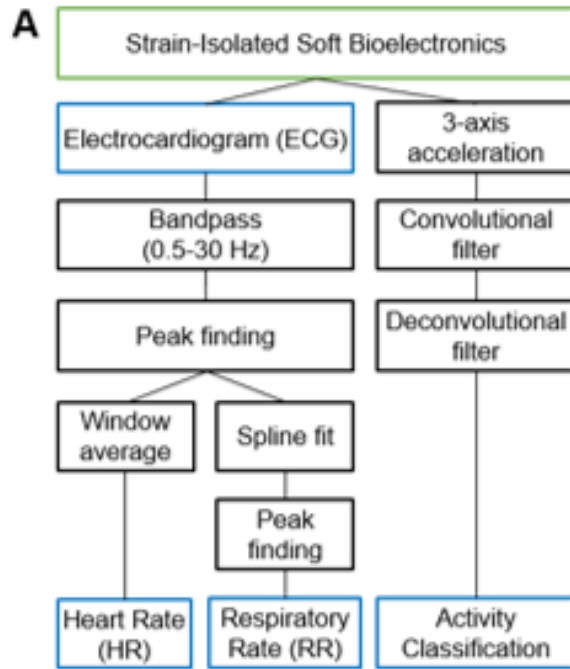 A
Strain-Isolated Soft Bioelectronics
Electrocardiogram (ECG)
3-axis
acceleration
Bandpass
(0.5-30 Hz)
Convolutional
filter
Peak finding
Deconvolutional
filter
Window
average
Spline fit
Peak
finding
Heart Rate
(HR)
Respiratory
Rate (RR)
Activity
Classification